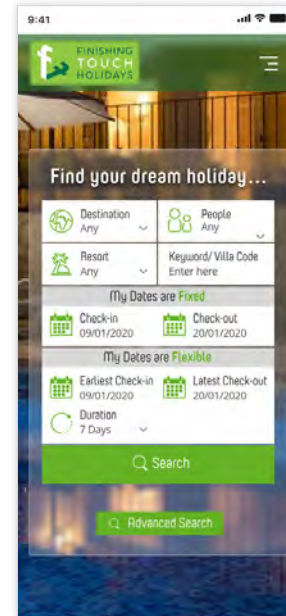 9:41
FINISHING
TOUCH
HOLIDAYS
Find your dream holiday...
Destination
Any
People
Any
Resort
Any
Keyword/ Villa Code
Enter here
My Dates are Fixed
Check-in
09/01/2020
Check-out
20/01/2020
My Dates are Flexible
Earliest Check-in
09/01/2020
Latest Check-out
20/01/2020
Duration
7 Days
Search
Advanced Search